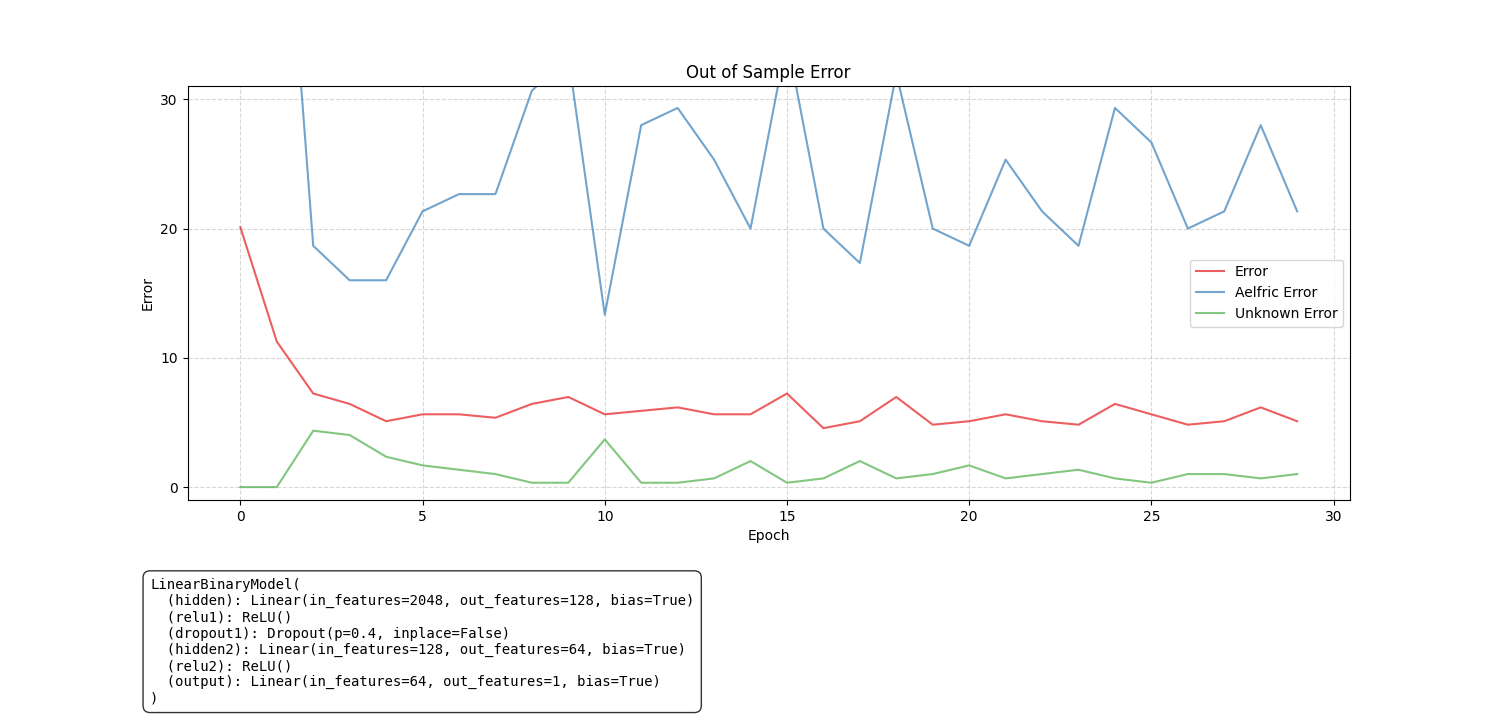 Out of Sample Error
30
20
10
0
Error
0 5 10 15 20 25 30
Epoch
Error
Aelfric Error
Unknown Error
LinearBinaryModel(
  (hidden): Linear(in_features=2048, out_features=128, bias=True)
  (relu1): ReLU()
  (dropout1): Dropout(p=0.4, inplace=False)
  (hidden2): Linear(in_features=128, out_features=64, bias=True)
  (relu2): ReLU()
  (output): Linear(in_features=64, out_features=1, bias=True)
)